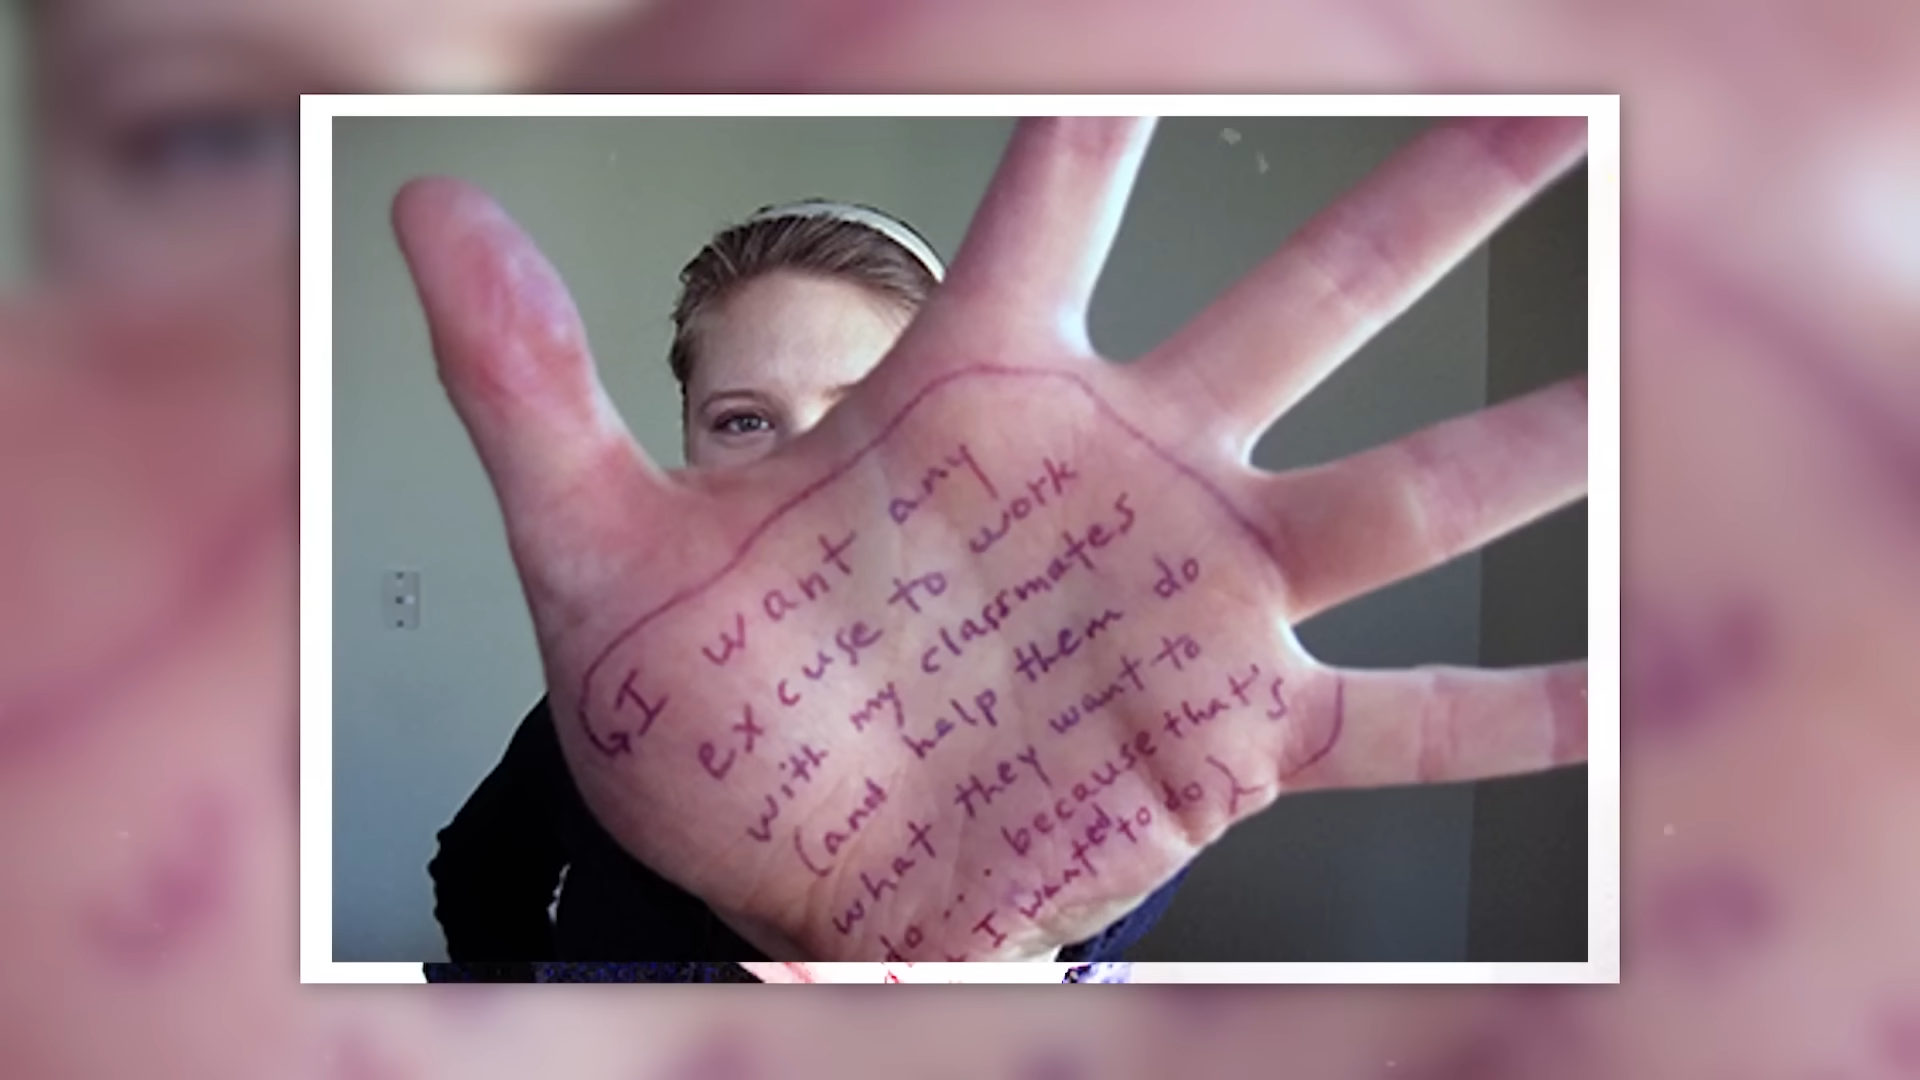 I want any
excuse to work
with my classmates
(and help them do
what they want to
do .... because that's
I wanted to do)